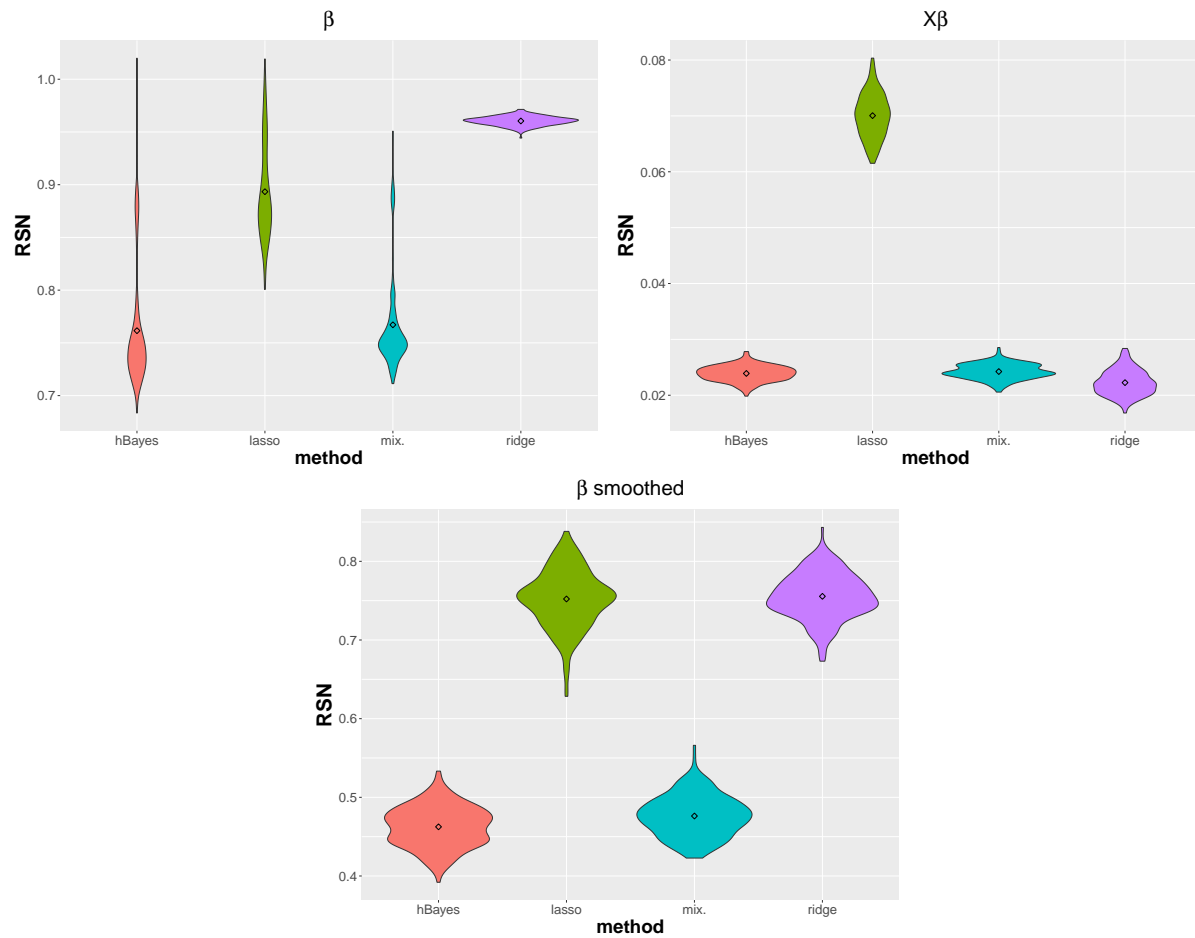 β
RSN
1.0
0.9
0.8
0.7
hBayes lasso mix. ridge
method
Xβ
RSN
0.08
0.06
0.04
0.02
hBayes lasso mix. ridge
method
β smoothed
RSN
0.8
0.7
0.6
0.5
0.4
hBayes lasso mix. ridge
method